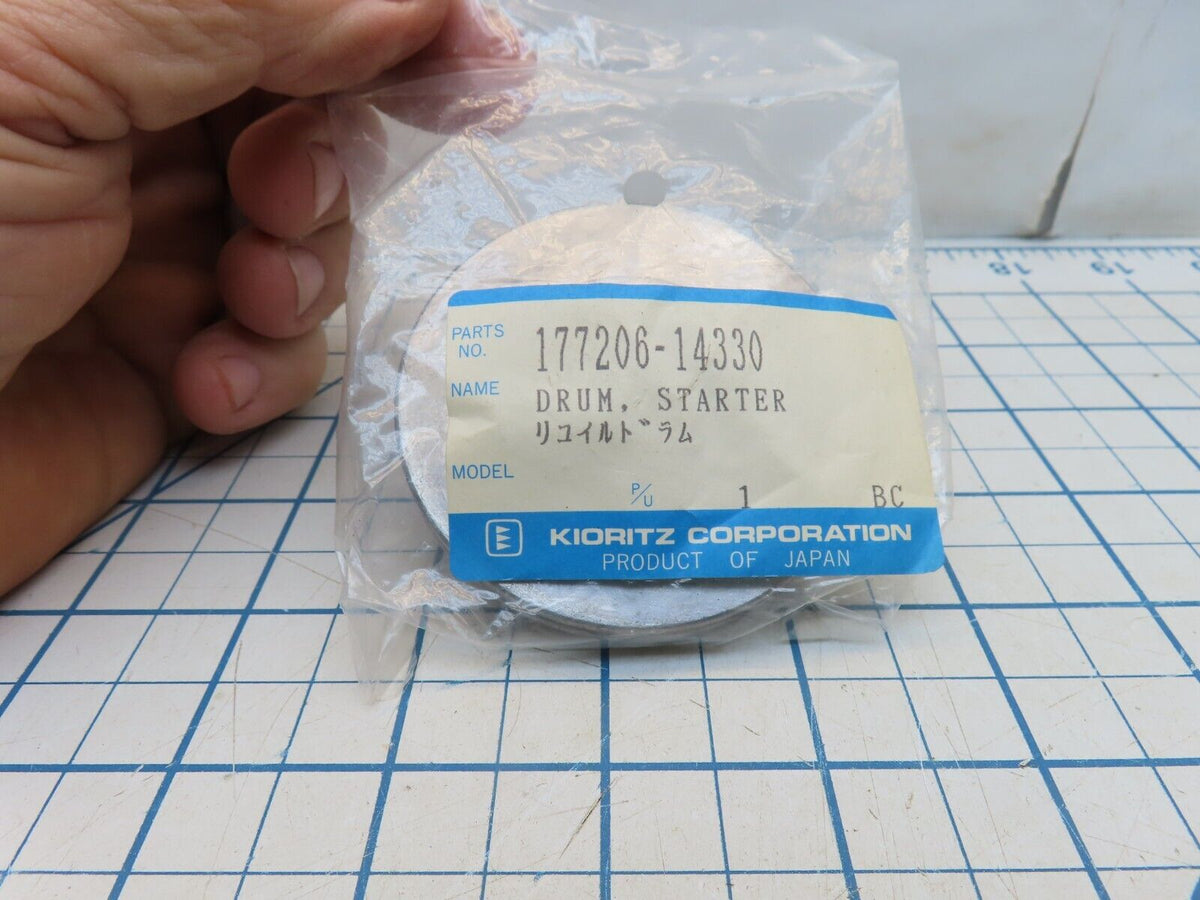 18 19
PARTS NO. 177206-14330
NAME DRUM, STARTER
リコイルドラム
MODEL
P/U 1 BC
KIORITZ CORPORATION
PRODUCT OF JAPAN